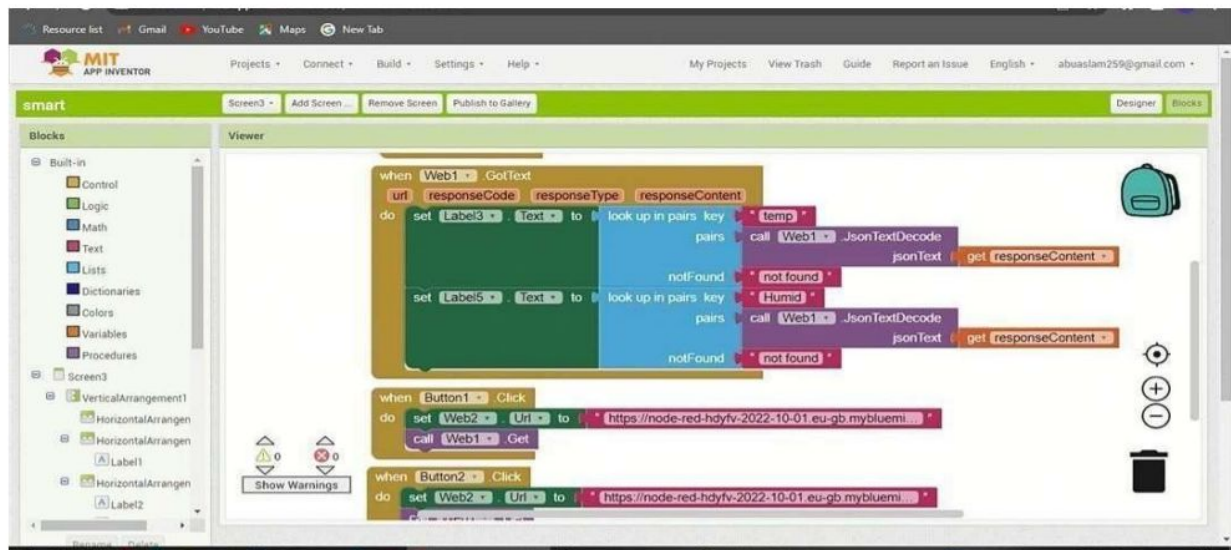 Resource list Gmail YouTube Maps New Tab
MIT
APP INVENTOR
Projects Connect Build Settings Help My Projects View Trash Guide Report an Issue English abuaslam259@gmail.com
smart Screen3 Add Screen ... Remove Screen Publish to Gallery Designer Blocks
Blocks Viewer
Built-in
Control
Logic
Math
Text
Lists
Dictionaries
Colors
Variables
Procedures
Screen3
VerticalArrangement1
HorizontalArrangen
HorizontalArrangen
Label1
HorizontalArrangen
Label2
Rename Delete
when Web1 .GotText
url responseCode responseType responseContent
do set Label3 . Text to look up in pairs key " temp "
pairs call Web1 .JsonTextDecode
jsonText get responseContent
notFound " not found "
set Label5 . Text to look up in pairs key " Humid "
pairs call Web1 .JsonTextDecode
jsonText get responseContent
notFound " not found "
when Button1 .Click
do set Web2 . Url to " https://node-red-hdyfv-2022-10-01.eu-gb.mybluemi... "
call Web1 .Get
when Button2 .Click
do set Web2 . Url to " https://node-red-hdyfv-2022-10-01.eu-gb.mybluemi... "
0 0
Show Warnings